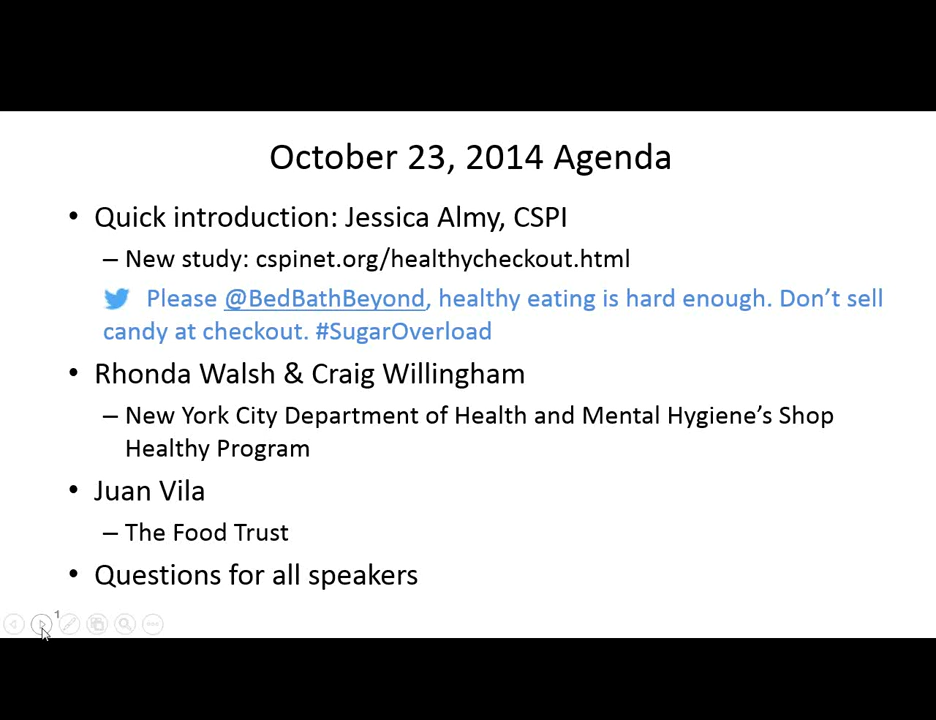 October 23, 2014 Agenda
• Quick introduction: Jessica Almy, CSPI
– New study: cspinet.org/healthycheckout.html
Please @BedBathBeyond, healthy eating is hard enough. Don’t sell
candy at checkout. #SugarOverload
• Rhonda Walsh & Craig Willingham
– New York City Department of Health and Mental Hygiene’s Shop
Healthy Program
• Juan Vila
– The Food Trust
• Questions for all speakers
1